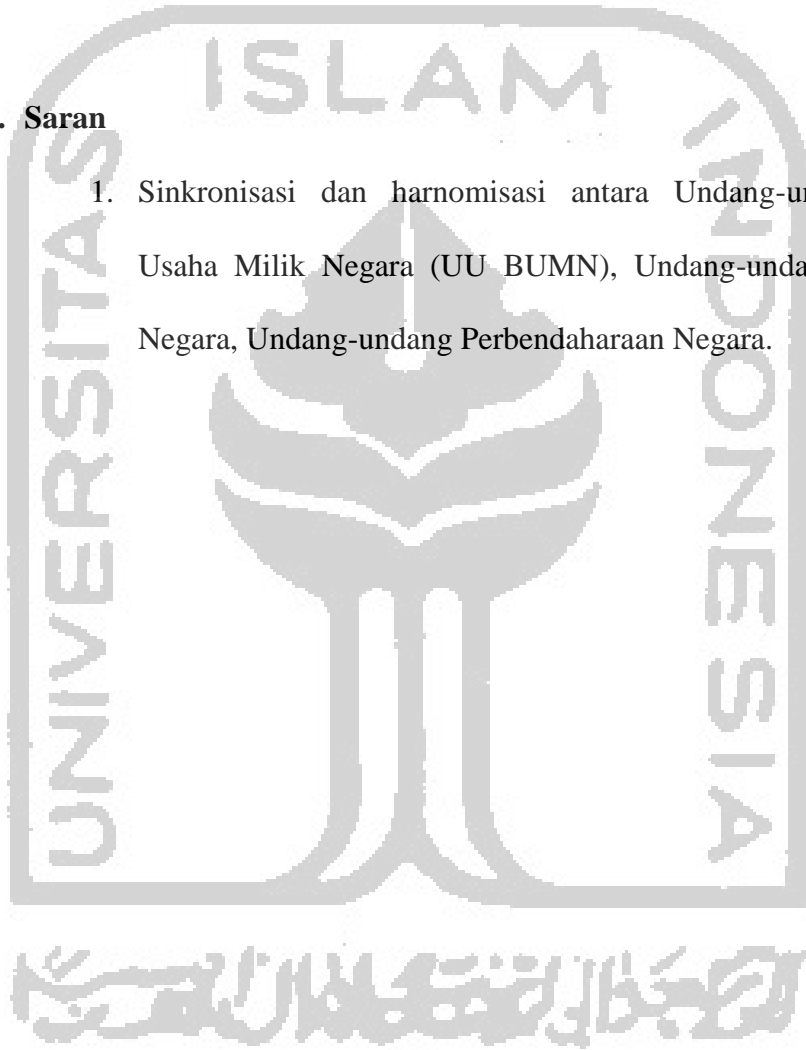 ISLAM
UNIVERSITAS
INDONESIA
. Saran
1. Sinkronisasi dan harnomisasi antara
Usaha Milik Negara (UU BUMN),
Negara, Undang-undang Perbendaharaan Negara.